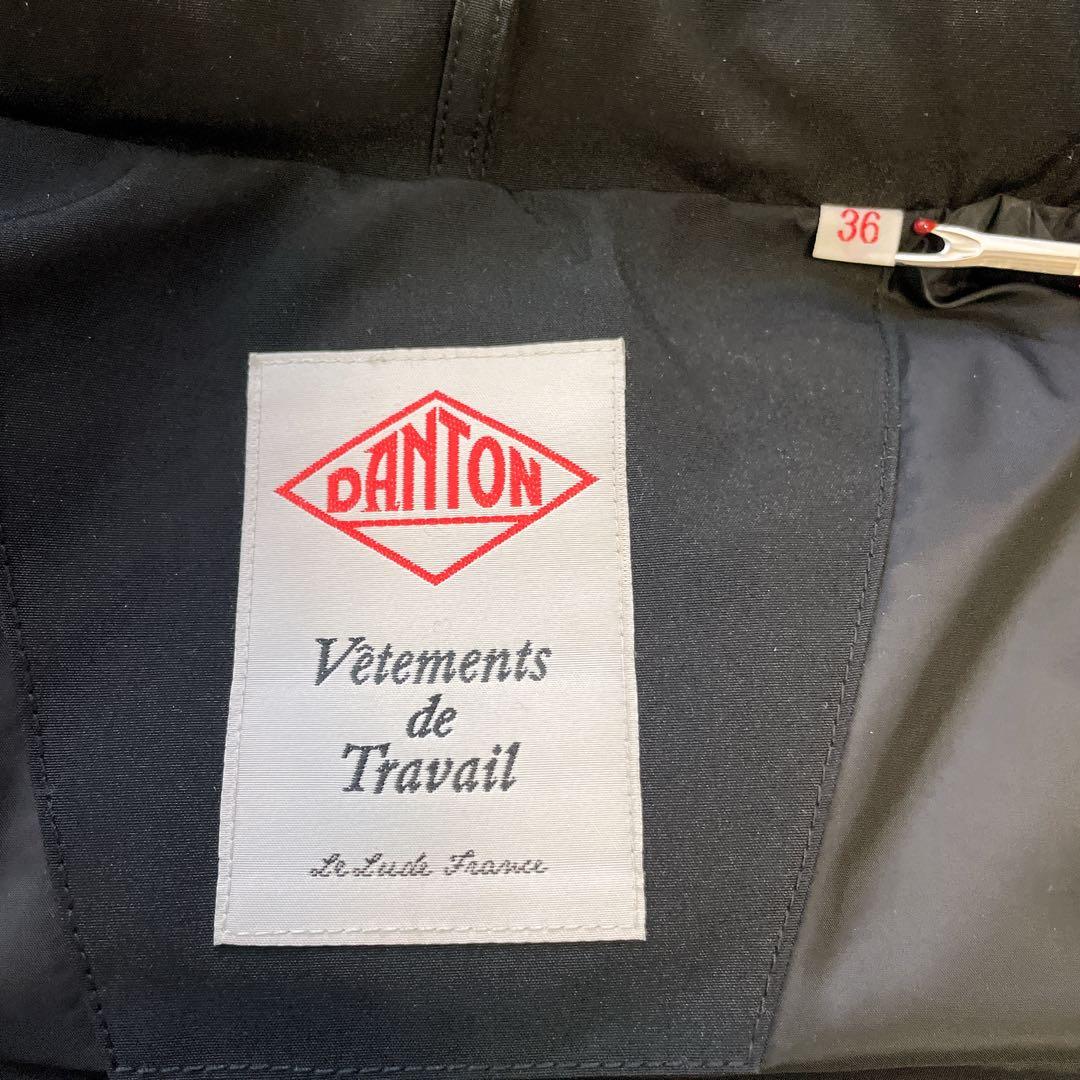 36
DANTON
Vêtements
de
Travail
Le Lude France